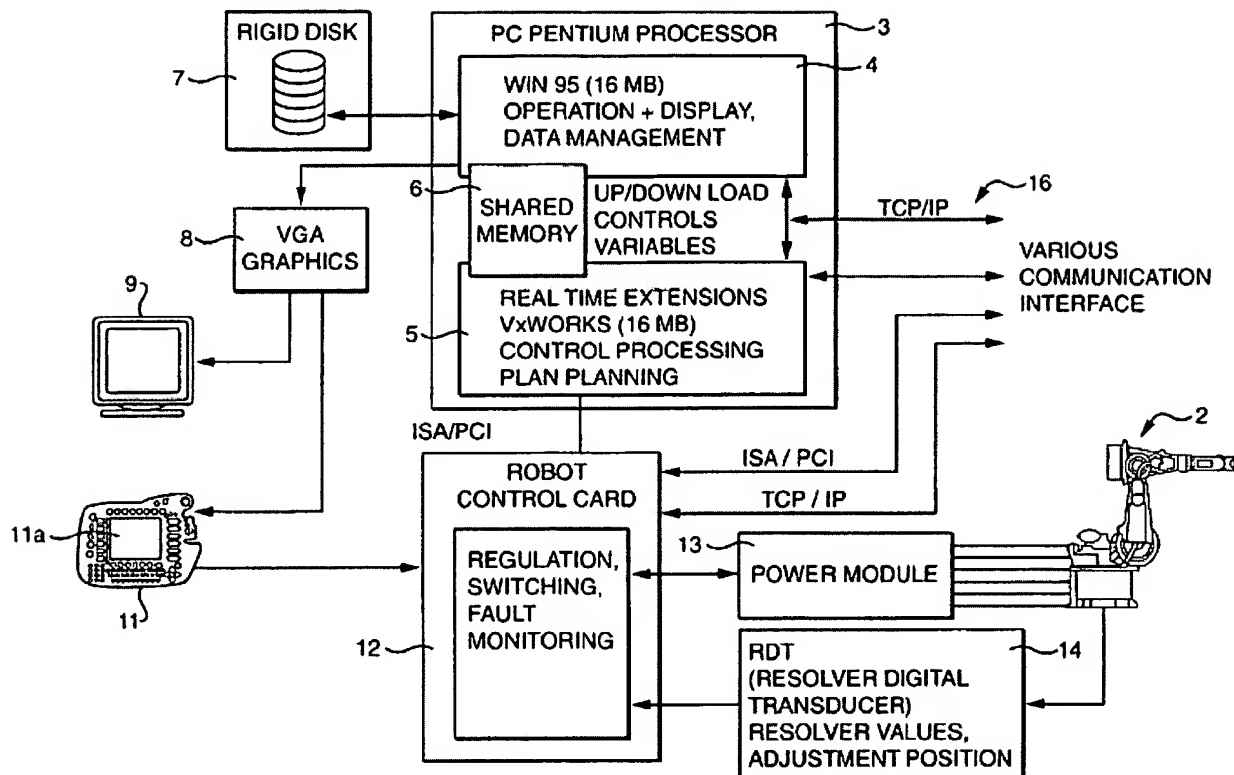 RIGID DISK
7
PC PENTIUM PROCESSOR
3
4
WIN 95 (16 MB)
OPERATION + DISPLAY,
DATA MANAGEMENT
6
SHARED
MEMORY
UP/DOWN LOAD
CONTROLS
VARIABLES
16
TCP/IP
8
VGA
GRAPHICS
VARIOUS
COMMUNICATION
INTERFACE
9
5
REAL TIME EXTENSIONS
VxWORKS (16 MB)
CONTROL PROCESSING
PLAN PLANNING
ISA/PCI
2
ROBOT
CONTROL CARD
ISA / PCI
TCP / IP
11a
11
12
REGULATION,
SWITCHING,
FAULT
MONITORING
13
POWER MODULE
14
RDT
(RESOLVER DIGITAL
TRANSDUCER)
RESOLVER VALUES,
ADJUSTMENT POSITION